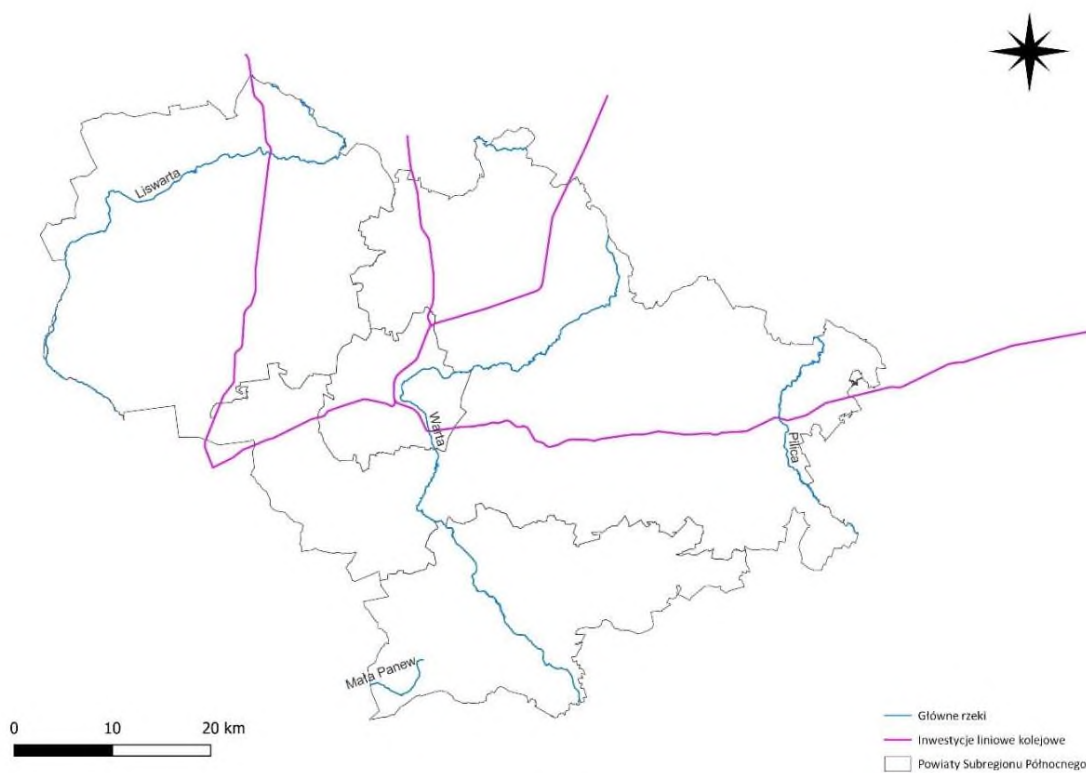 Liswarta
Warta
Pilica
Mała Panew
0 10 20 km
Główne rzeki
Inwestycje liniowe kolejowe
Powiaty Subregionu Północnego